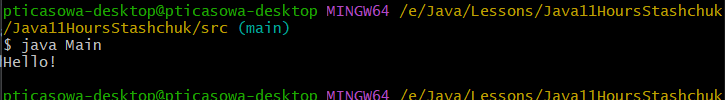 pticasowa-desktop@pticasowa-desktop MINGW64 /e/Java/Lessons/Java11HoursStashchuk
/Java11HoursStashchuk/src (main)
$ java Main
Hello!
pticasowa-desktop@pticasowa-desktop MINGW64 /e/Java/Lessons/Java11HoursStashchuk